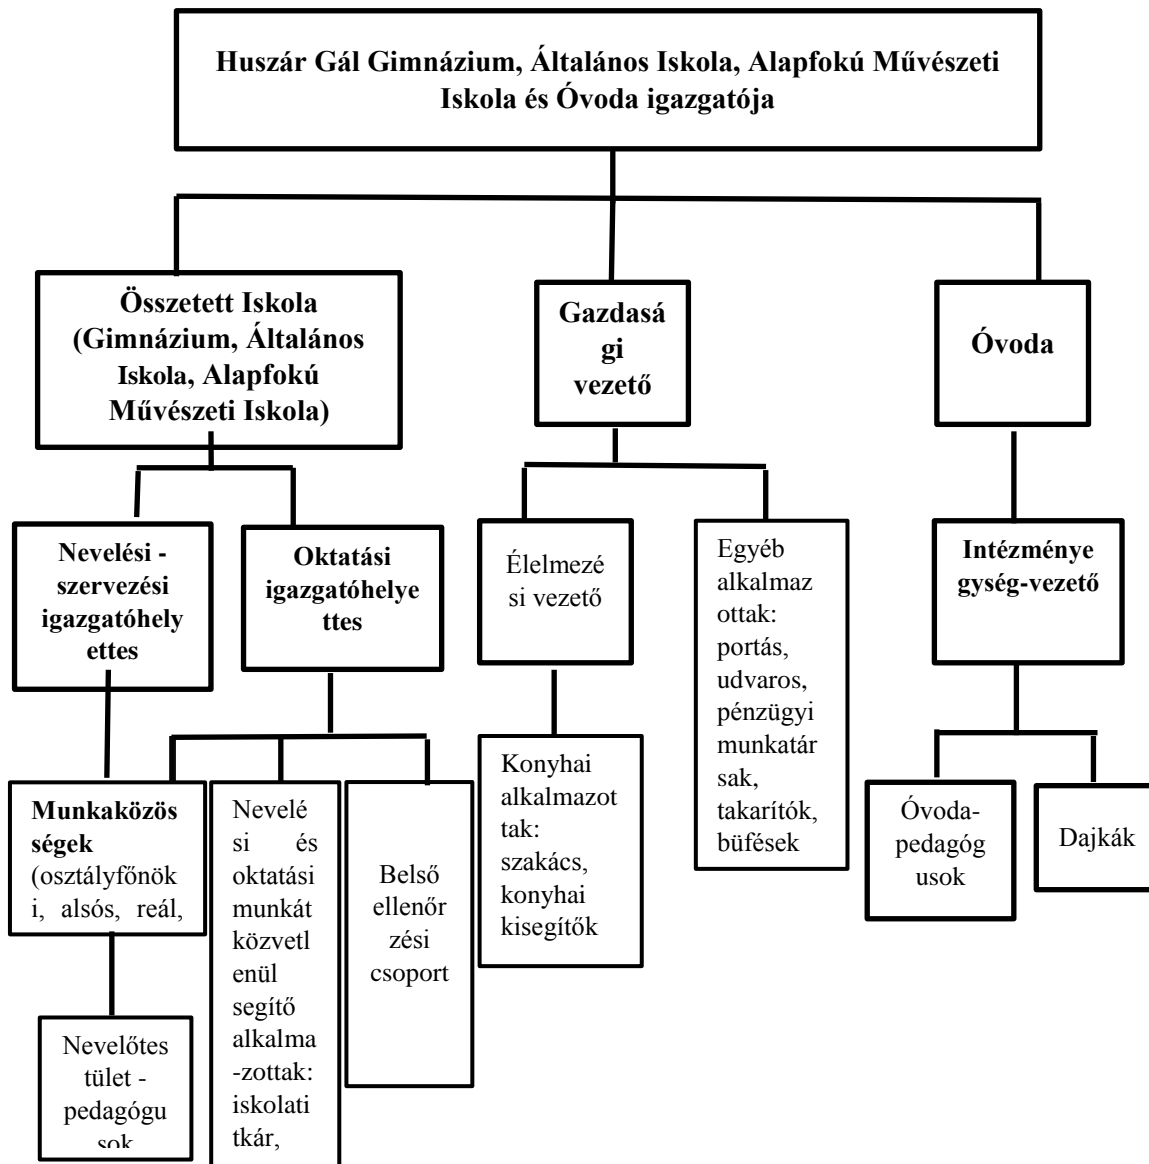 Huszár Gál Gimnázium, Általános Iskola, Alapfokú Művészeti
Iskola és Óvoda igazgatója
Összetett Iskola
(Gimnázium, Általános
Iskola, Alapfokú
Művészeti Iskola)
Gazdasá
gi
vezető
Óvoda
Nevelési -
szervezési
igazgatóhely
ettes
Oktatási
igazgatóhelye
ttes
Élelmezé
si vezető
Egyéb
alkalmaz
ottak:
portás,
udvaros,
pénzügyi
munkatár
sak,
takarítók,
büfések
Intézménye
gység-vezető
Munkaközös
ségek
(osztályfőnök
i, alsós, reál,
Nevelé
si és
oktatási
munkát
közvetl
enül
segítő
alkalma
-zottak:
iskolati
tkár,
Belső
ellenőr
zési
csoport
Konyhai
alkalmazot
tak:
szakács,
konyhai
kisegítők
Óvoda-
pedagóg
usok
Dajkák
Nevelőtes
tület -
pedagógu
sok